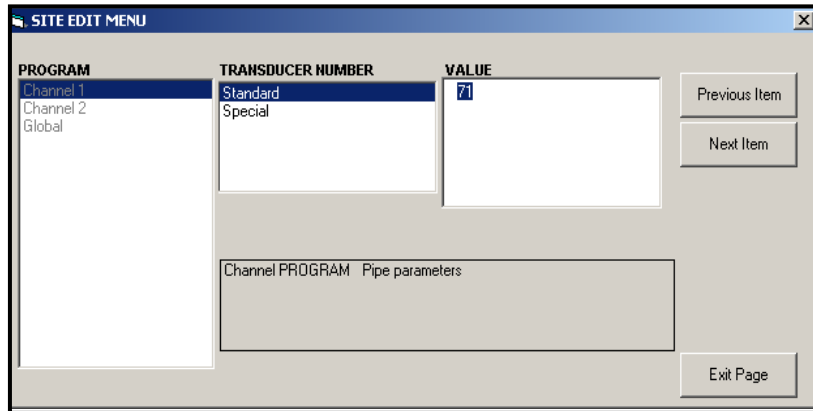 SITE EDIT MENU
PROGRAM
Channel 1
Channel 2
Global
TRANSDUCER NUMBER
Standard
Special
VALUE
71
Previous Item
Next Item
Channel PROGRAM Pipe parameters
Exit Page